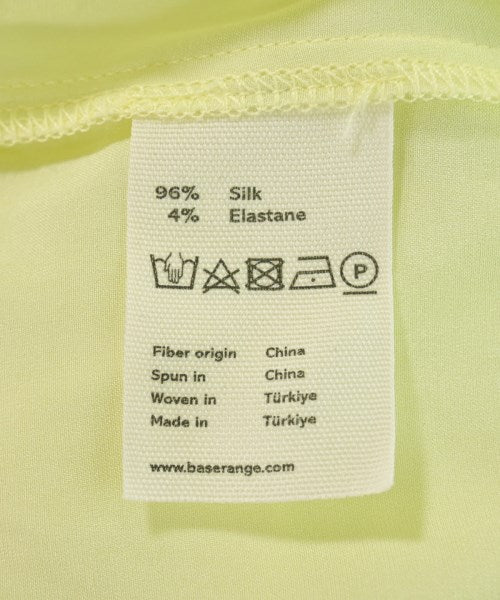 96% Silk
4% Elastane
P
Fiber origin China
Spun in China
Woven in Türkiye
Made in Türkiye
www.baserange.com